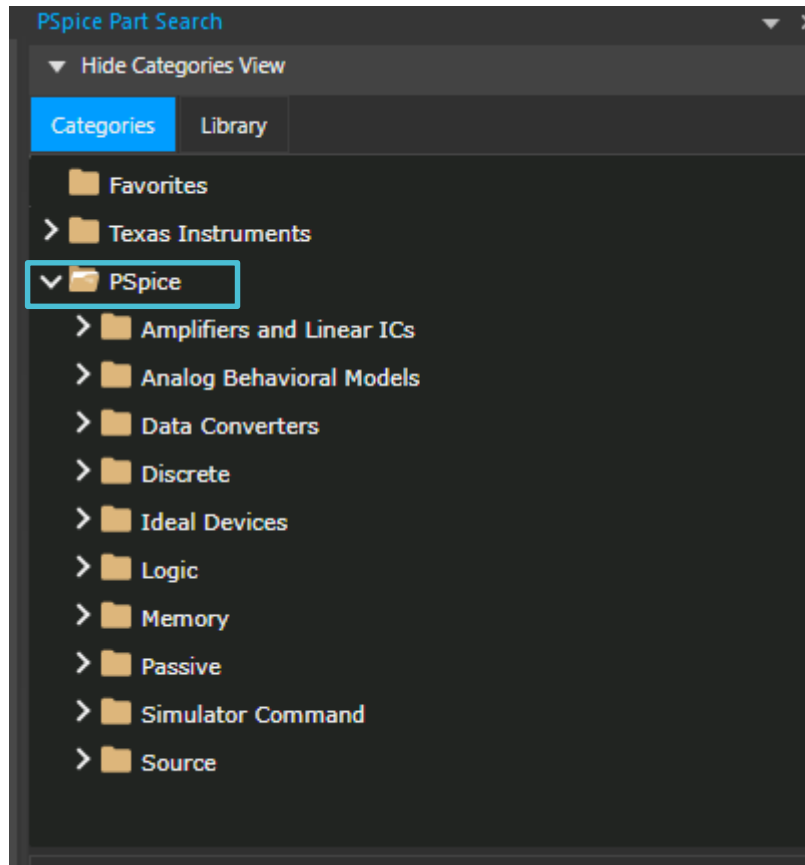 PSpice Part Search
Hide Categories View
Categories Library
Favorites
Texas Instruments
PSpice
Amplifiers and Linear ICs
Analog Behavioral Models
Data Converters
Discrete
Ideal Devices
Logic
Memory
Passive
Simulator Command
Source